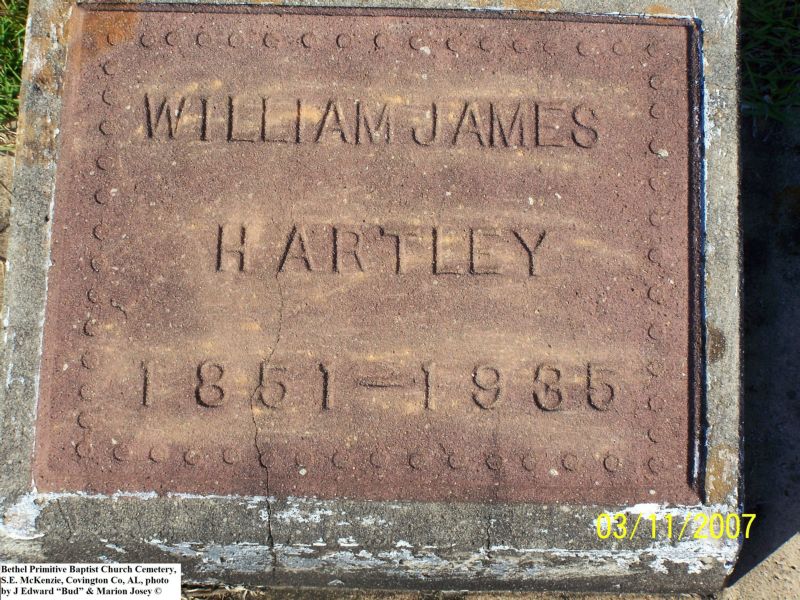 WILLIAM JAMES
HARTLEY
1851-1935
03/11/2007
Bethel Primitive Baptist Church Cemetery,
S.E. McKenzie, Covington Co, AL, photo
by J Edward “Bud” & Marion Josey ©